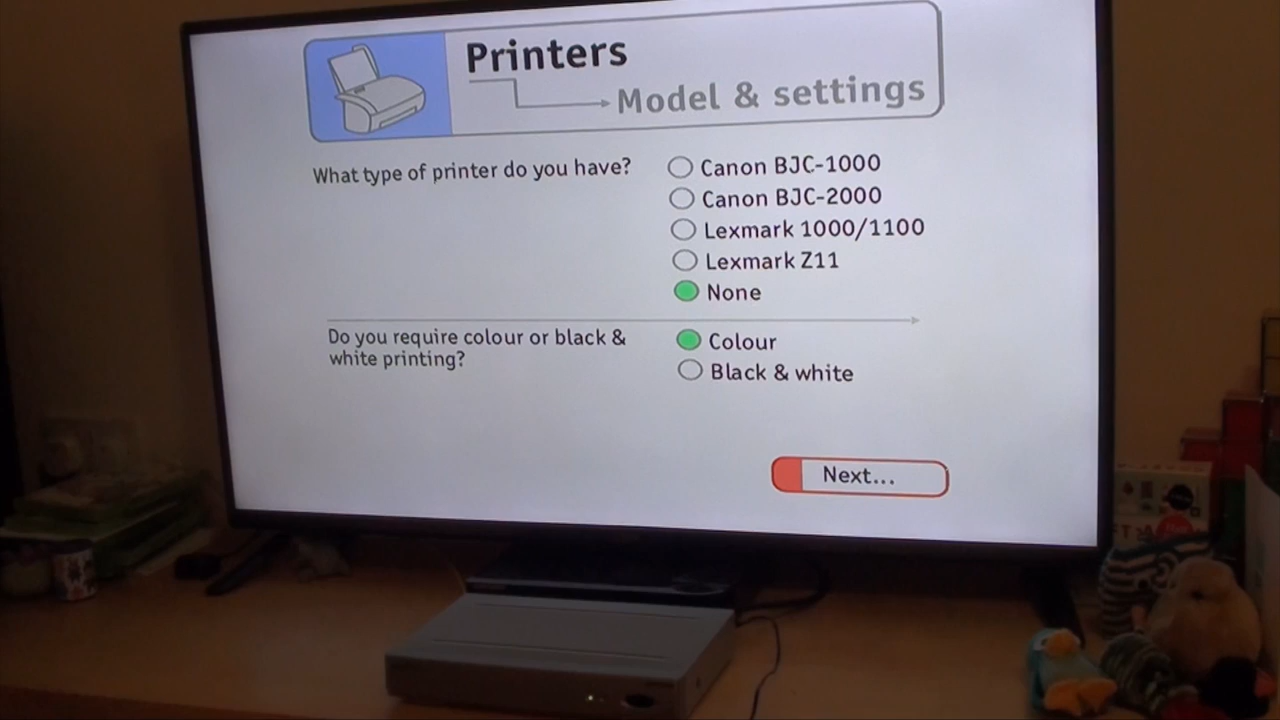 Printers
Model & settings
What type of printer do you have?
Canon BJC-1000
Canon BJC-2000
Lexmark 1000/1100
Lexmark Z11
None
Do you require colour or black &
white printing?
Colour
Black & white
Next...